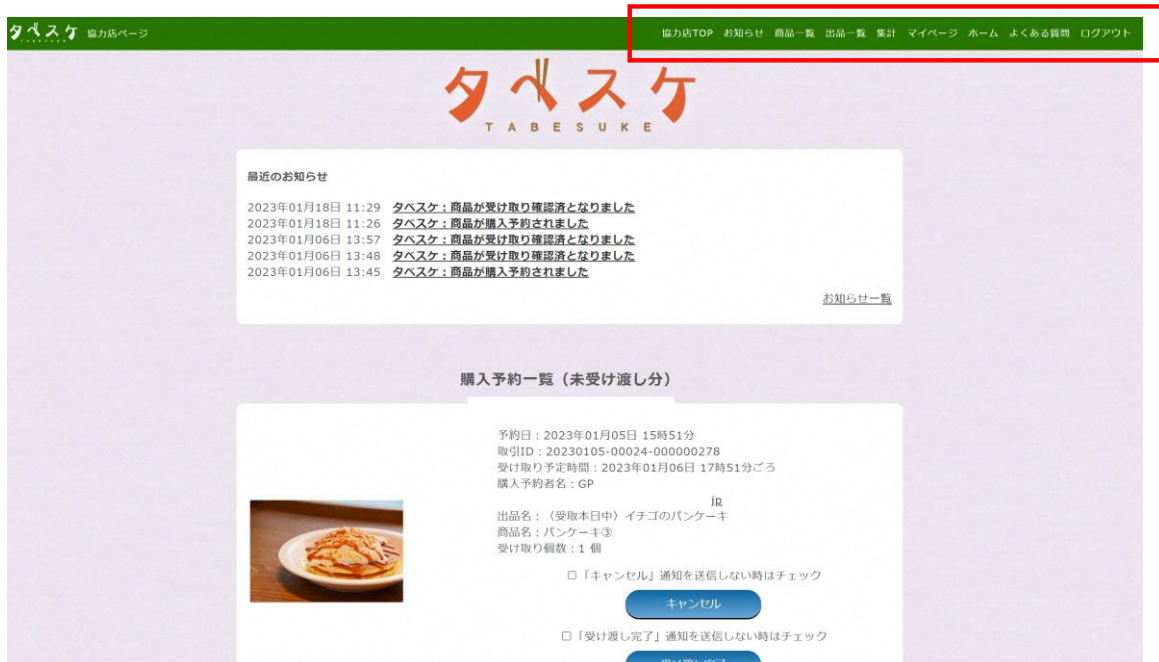 タベスケ 協力店ページ 協力店TOP お知らせ 商品一覧 出品一覧 集計 マイページ ホーム よくある質問 ログアウト
タベスケ
TABESUKE
最近のお知らせ
2023年01月18日 11:29 タベスケ:商品が受け取り確認済となりました
2023年01月18日 11:26 タベスケ:商品が購入予約されました
2023年01月06日 13:57 タベスケ:商品が受け取り確認済となりました
2023年01月06日 13:48 タベスケ:商品が受け取り確認済となりました
2023年01月06日 13:45 タベスケ:商品が購入予約されました
お知らせ一覧
購入予約一覧(未受け渡し分)
予約日:2023年01月05日 15時51分
取引ID:20230105-00024-000000278
受け取り予定時間:2023年01月06日 17時51分ごろ
購入予約者名:GP
jp
出品名:〈受取本日中〉イチゴのパンケーキ
商品名:パンケーキ③
受け取り個数:1 個
「キャンセル」通知を送信しない時はチェック
キャンセル
「受け渡し完了」通知を送信しない時はチェック
受け渡し完了